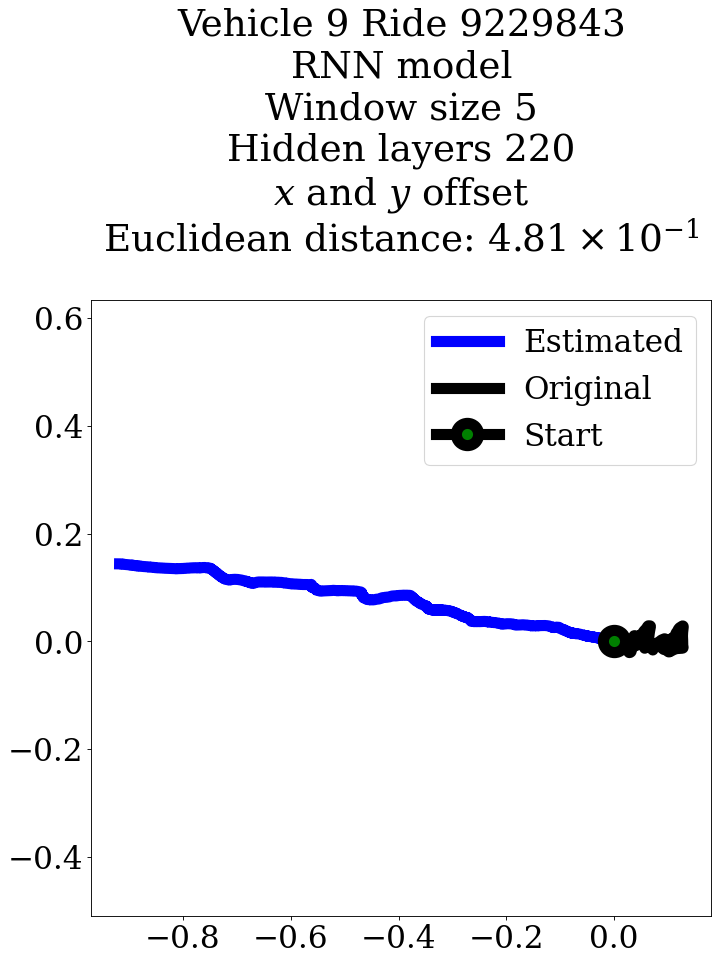 Vehicle 9 Ride 9229843
RNN model
Window size 5
Hidden layers 220
x and y offset
Euclidean distance: 4.81 × 10⁻¹
Estimated
Original
Start
0.6
0.4
0.2
0.0
−0.2
−0.4
−0.8 −0.6 −0.4 −0.2 0.0